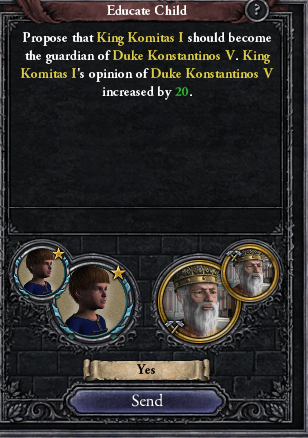 Educate Child
?
Propose that King Komitas I should become
the guardian of Duke Konstantinos V. King
Komitas I's opinion of Duke Konstantinos V
increased by 20.
Yes
Send